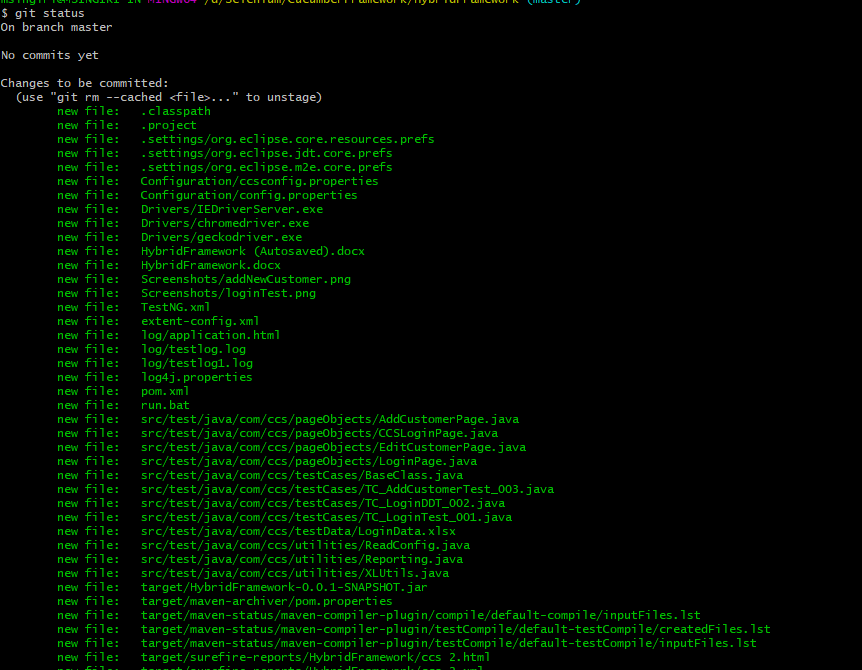 MINGW64 /d/Selenium/CucumberFramework/HybridFramework (master)
$ git status
On branch master
No commits yet
Changes to be committed:
(use "git rm --cached <file>..." to unstage)
new file: .classpath
new file: .project
new file: .settings/org.eclipse.core.resources.prefs
new file: .settings/org.eclipse.jdt.core.prefs
new file: .settings/org.eclipse.m2e.core.prefs
new file: Configuration/ccsconfig.properties
new file: Configuration/config.properties
new file: Drivers/IEDriverServer.exe
new file: Drivers/chromedriver.exe
new file: Drivers/geckodriver.exe
new file: HybridFramework (Autosaved).docx
new file: HybridFramework.docx
new file: Screenshots/addNewCustomer.png
new file: Screenshots/loginTest.png
new file: TestNG.xml
new file: extent-config.xml
new file: log/application.html
new file: log/testlog.log
new file: log/testlog1.log
new file: log4j.properties
new file: pom.xml
new file: run.bat
new file: src/test/java/com/ccs/pageObjects/AddCustomerPage.java
new file: src/test/java/com/ccs/pageObjects/CCSLoginPage.java
new file: src/test/java/com/ccs/pageObjects/EditCustomerPage.java
new file: src/test/java/com/ccs/pageObjects/LoginPage.java
new file: src/test/java/com/ccs/testCases/BaseClass.java
new file: src/test/java/com/ccs/testCases/TC_AddCustomerTest_003.java
new file: src/test/java/com/ccs/testCases/TC_LoginDDT_002.java
new file: src/test/java/com/ccs/testCases/TC_LoginTest_001.java
new file: src/test/java/com/ccs/testData/LoginData.xlsx
new file: src/test/java/com/ccs/utilities/ReadConfig.java
new file: src/test/java/com/ccs/utilities/Reporting.java
new file: src/test/java/com/ccs/utilities/XLUtils.java
new file: target/HybridFramework-0.0.1-SNAPSHOT.jar
new file: target/maven-archiver/pom.properties
new file: target/maven-status/maven-compiler-plugin/compile/default-compile/inputFiles.lst
new file: target/maven-status/maven-compiler-plugin/testCompile/default-testCompile/createdFiles.lst
new file: target/maven-status/maven-compiler-plugin/testCompile/default-testCompile/inputFiles.lst
new file: target/surefire-reports/HybridFramework/ccs 2.html